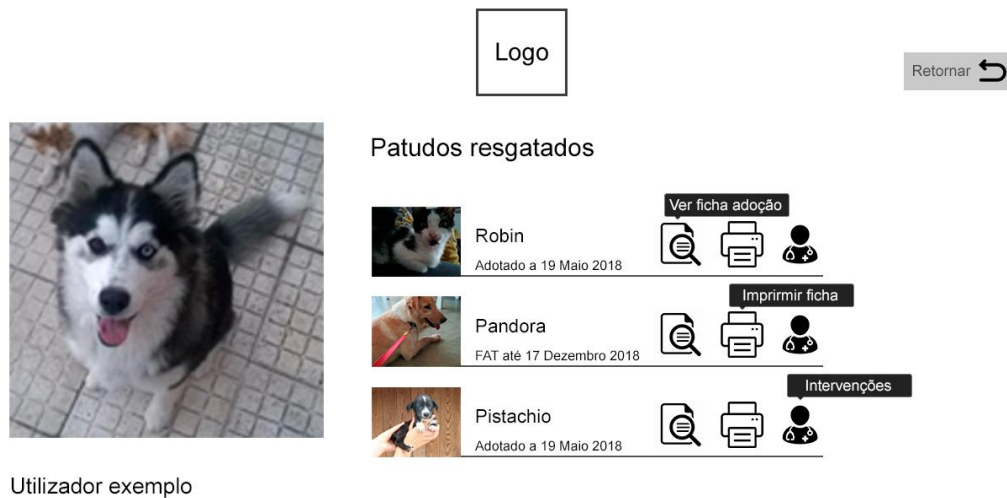 Logo
Retornar
Patudos resgatados
Ver ficha adoção
Robin
Adotado a 19 Maio 2018
Imprirmir ficha
Pandora
FAT até 17 Dezembro 2018
Intervenções
Pistachio
Adotado a 19 Maio 2018
Utilizador exemplo